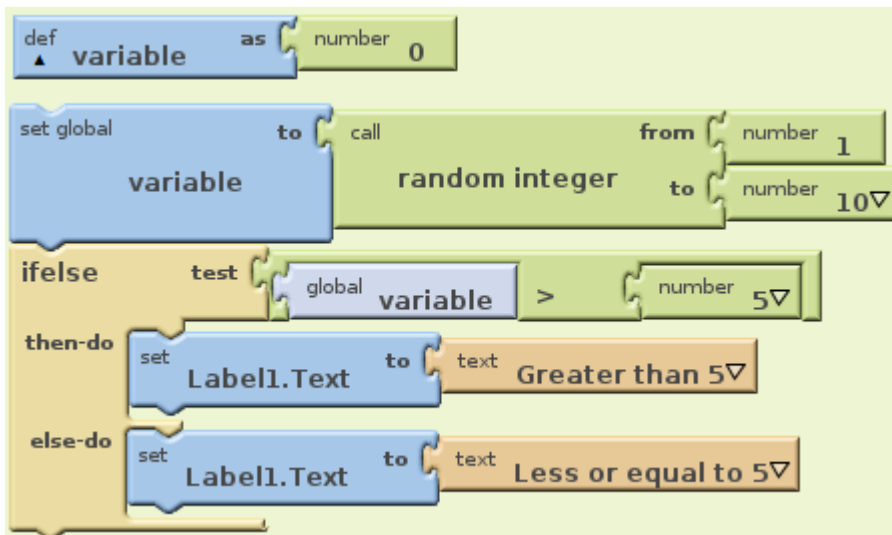 def variable as number 0
set global variable to call random integer from number 1
to number 10
ifelse test global variable > number 5
then-do set Label1.Text to text Greater than 5
else-do set Label1.Text to text Less or equal to 5